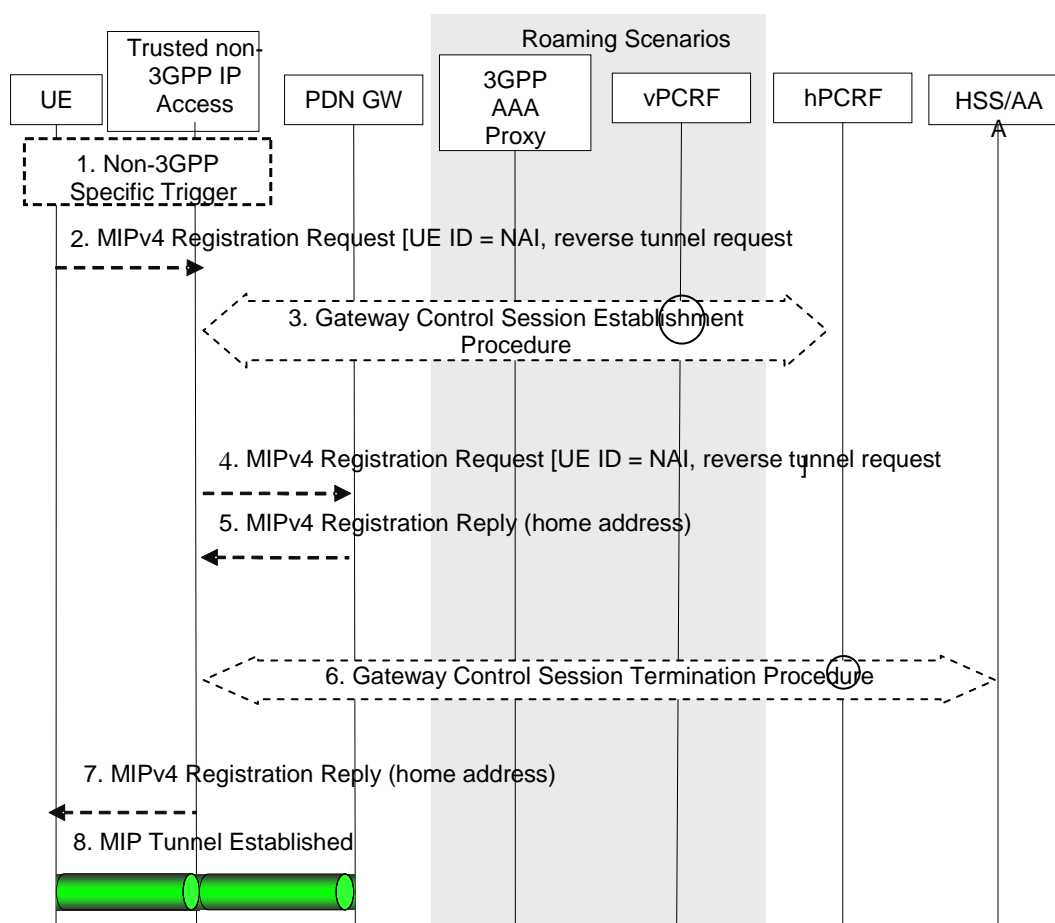 Roaming Scenarios
UE
Trusted non-
3GPP IP
Access
PDN GW
3GPP
AAA
Proxy
vPCRF
hPCRF
HSS/AA
A
1. Non-3GPP
Specific Trigger
2. MIPv4 Registration Request [UE ID = NAI, reverse tunnel request
3. Gateway Control Session Establishment
Procedure
4. MIPv4 Registration Request [UE ID = NAI, reverse tunnel request
]
5. MIPv4 Registration Reply (home address)
6. Gateway Control Session Termination Procedure
7. MIPv4 Registration Reply (home address)
8. MIP Tunnel Established